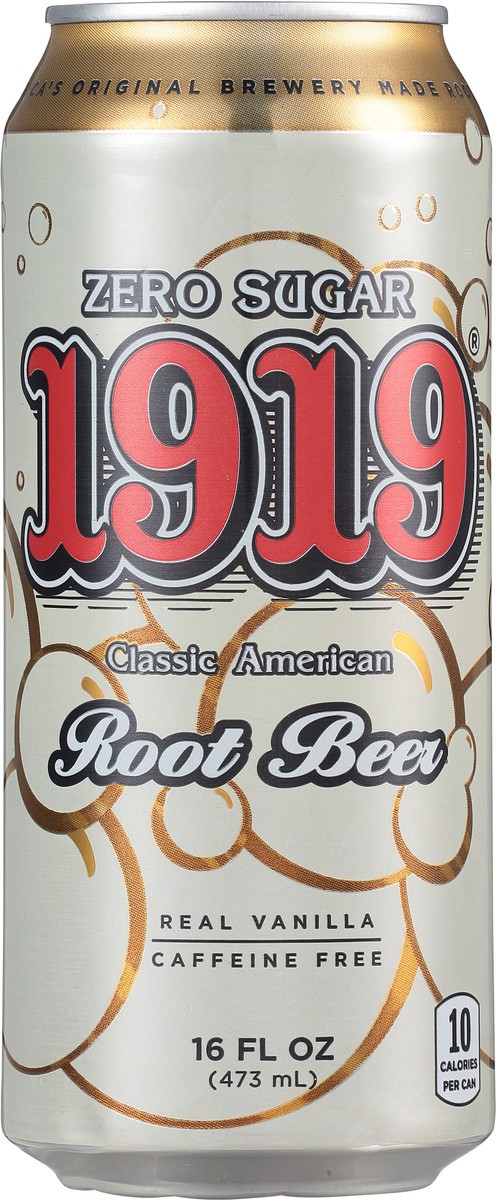 CA'S ORIGINAL BREWERY MADE
ZERO SUGAR
1919®
Classic American
Root Beer
REAL VANILLA
CAFFEINE FREE
16 FL OZ
(473 mL)
10
CALORIES
PER CAN